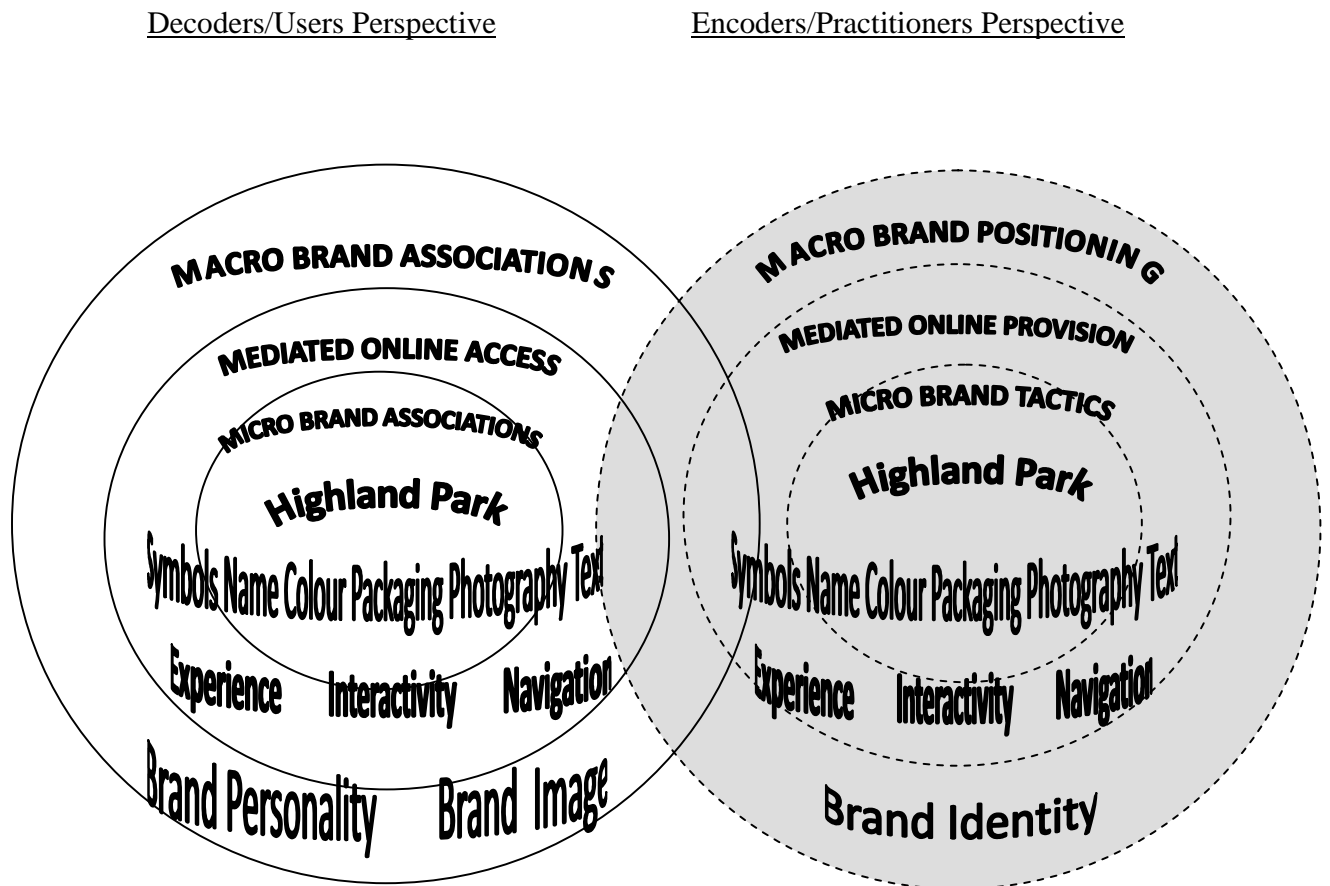 Decoders/Users Perspective
Encoders/Practitioners Perspective
MACRO BRAND ASSOCIATIONS
MEDIATED ONLINE ACCESS
MICRO BRAND ASSOCIATIONS
Highland Park
Symbols Name Colour Packaging Photography Text
Experience Interactivity Navigation
Brand Personality Brand Image
MACRO BRAND POSITIONING
MEDIATED ONLINE PROVISION
MICRO BRAND TACTICS
Highland Park
Symbols Name Colour Packaging Photography Text
Experience Interactivity Navigation
Brand Identity